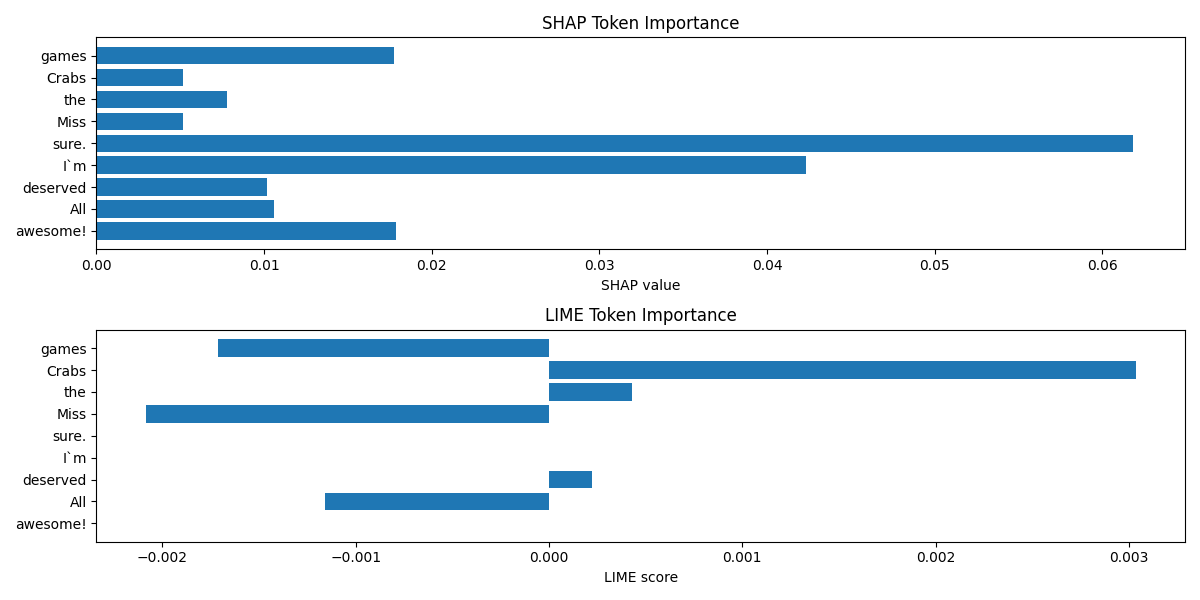 SHAP Token Importance
games
Crabs
the
Miss
sure.
I`m
deserved
All
awesome!
0.00 0.01 0.02 0.03 0.04 0.05 0.06
SHAP value
LIME Token Importance
games
Crabs
the
Miss
sure.
I`m
deserved
All
awesome!
−0.002 −0.001 0.000 0.001 0.002 0.003
LIME score